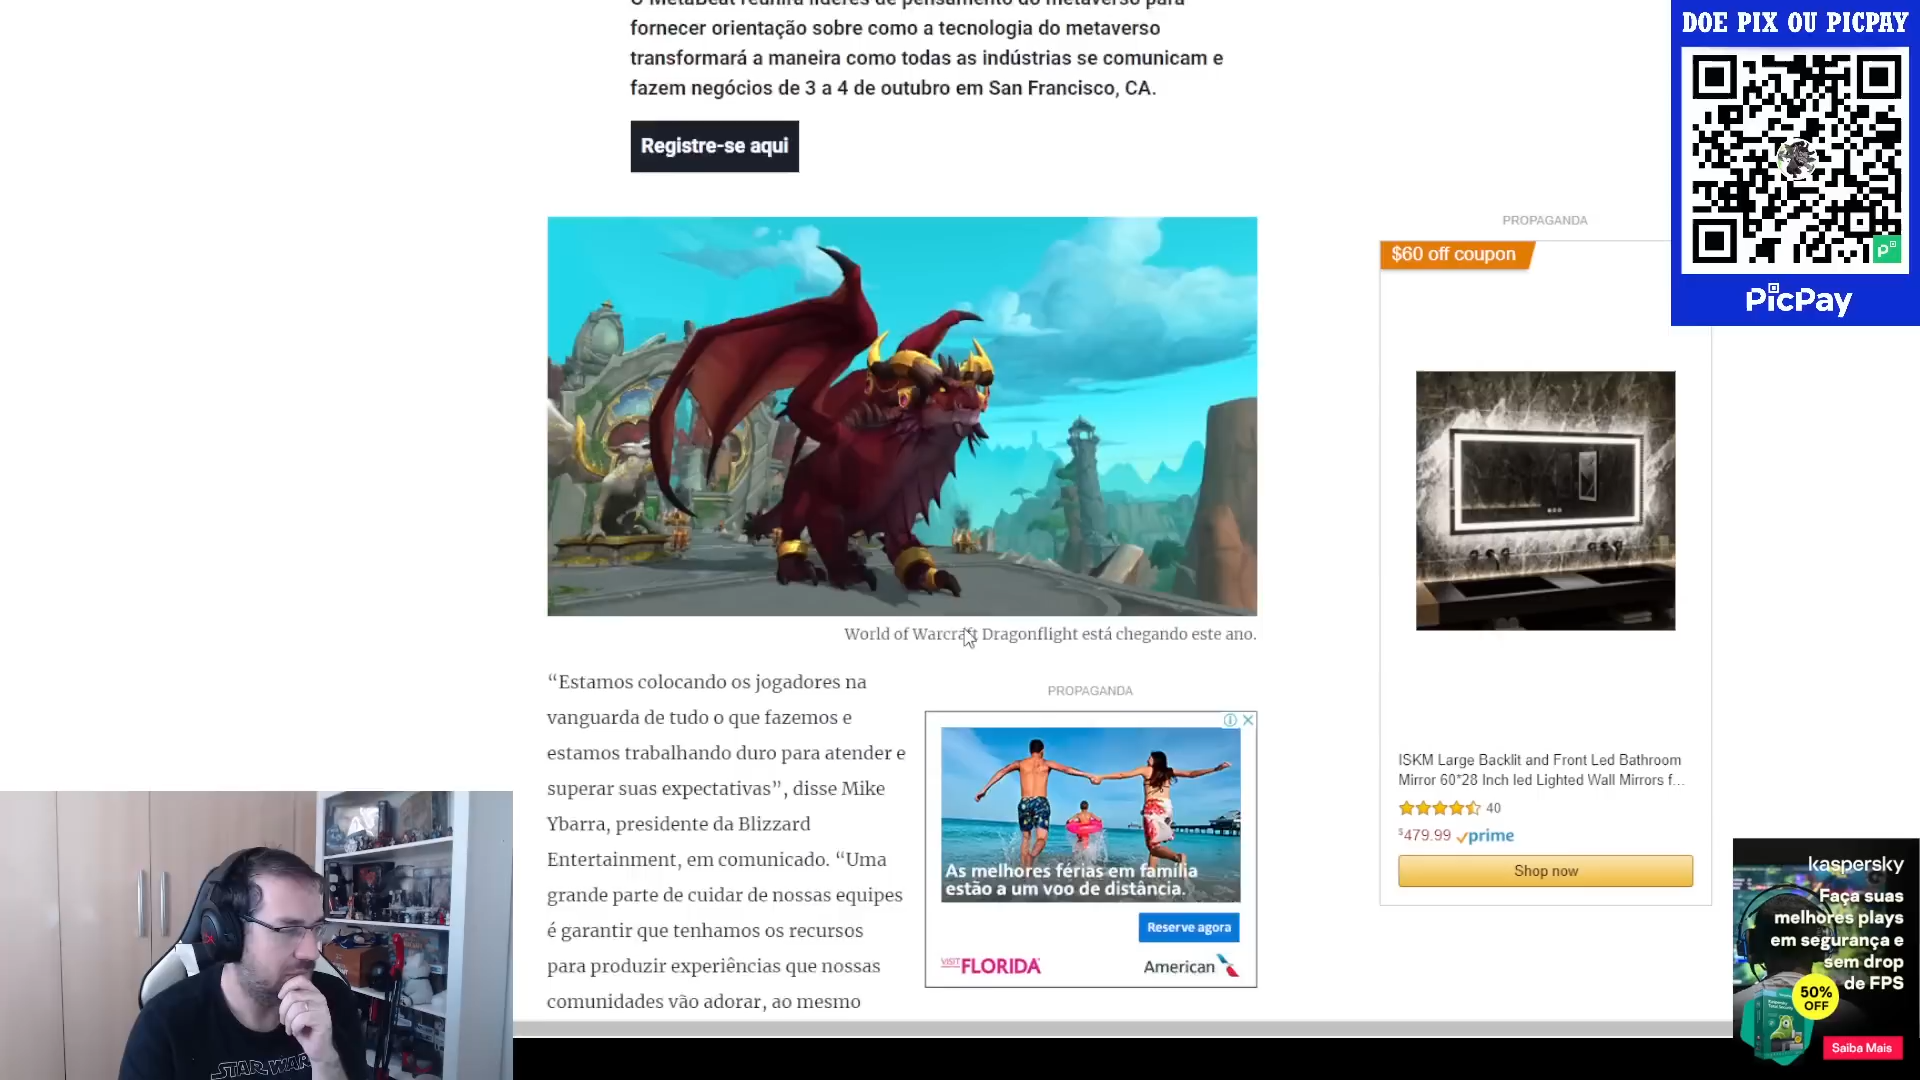 O MetaBeat reunirá líderes de pensamento do metaverso para
fornecer orientação sobre como a tecnologia do metaverso
transformará a maneira como todas as indústrias se comunicam e
fazem negócios de 3 a 4 de outubro em San Francisco, CA.
Registre-se aqui
World of Warcraft Dragonflight está chegando este ano.
“Estamos colocando os jogadores na
vanguarda de tudo o que fazemos e
estamos trabalhando duro para atender e
superar suas expectativas”, disse Mike
Ybarra, presidente da Blizzard
Entertainment, em comunicado. “Uma
grande parte de cuidar de nossas equipes
é garantir que tenhamos os recursos
para produzir experiências que nossas
comunidades vão adorar, ao mesmo
PROPAGANDA
As melhores férias em família
estão a um voo de distância.
Reserve agora
VISIT FLORIDA
American
PROPAGANDA
$60 off coupon
ISKM Large Backlit and Front Led Bathroom
Mirror 60*28 Inch led Lighted Wall Mirrors f...
40
$479.99 prime
Shop now
DOE PIX OU PICPAY
PicPay
kaspersky
Faça suas
melhores plays
em segurança e
sem drop
de FPS
50%
OFF
Saiba Mais
STAR WARS